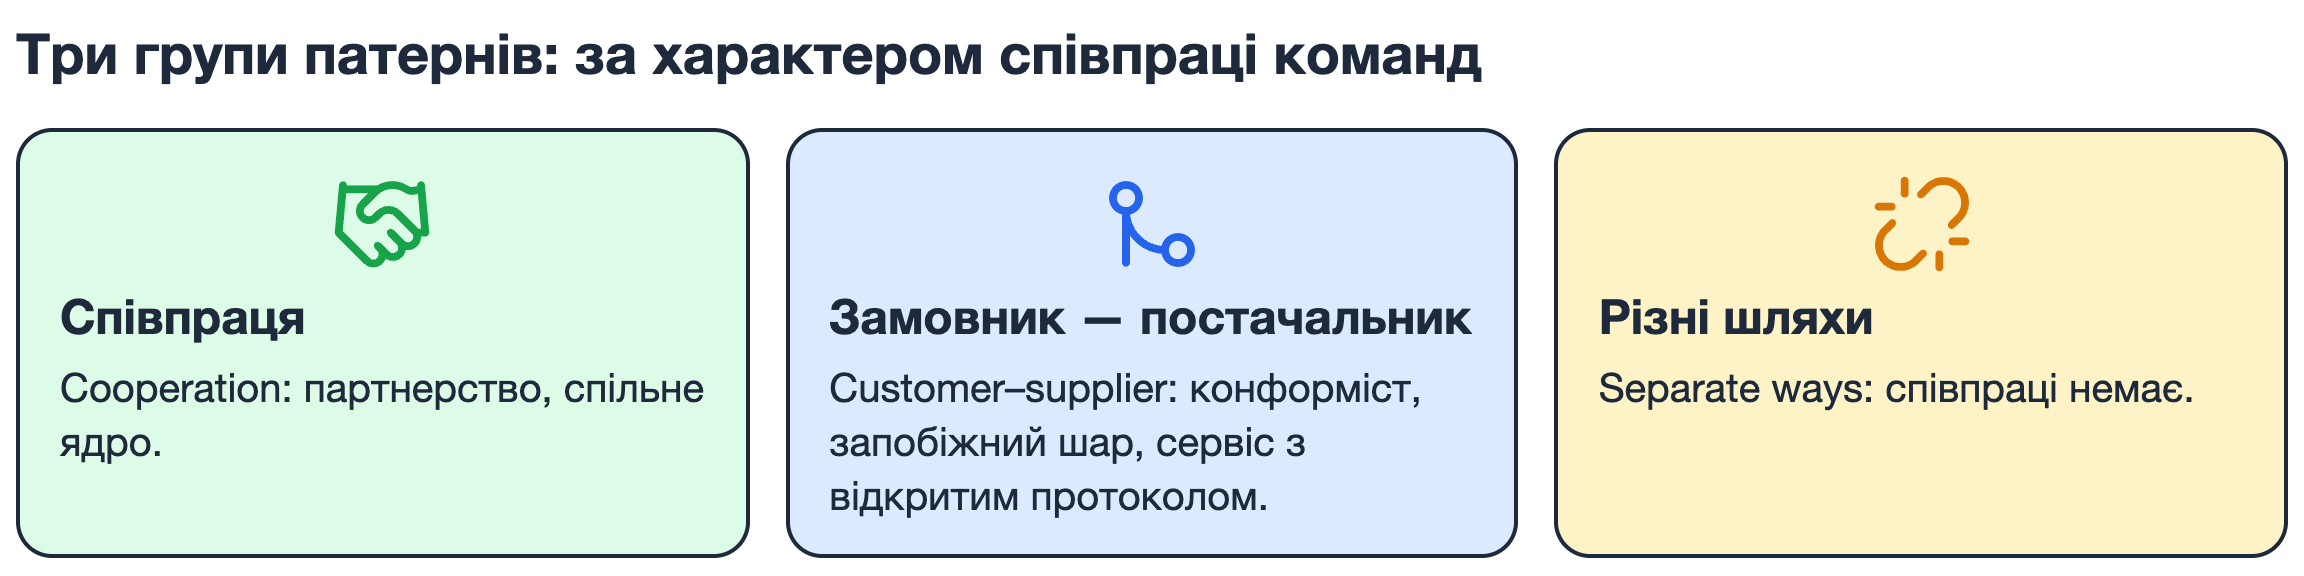 Три групи патернів: за характером співпраці команд
Співпраця
Cooperation: партнерство, спільне
ядро.
Замовник — постачальник
Customer–supplier: конформіст,
запобіжний шар, сервіс з
відкритим протоколом.
Різні шляхи
Separate ways: співпраці немає.